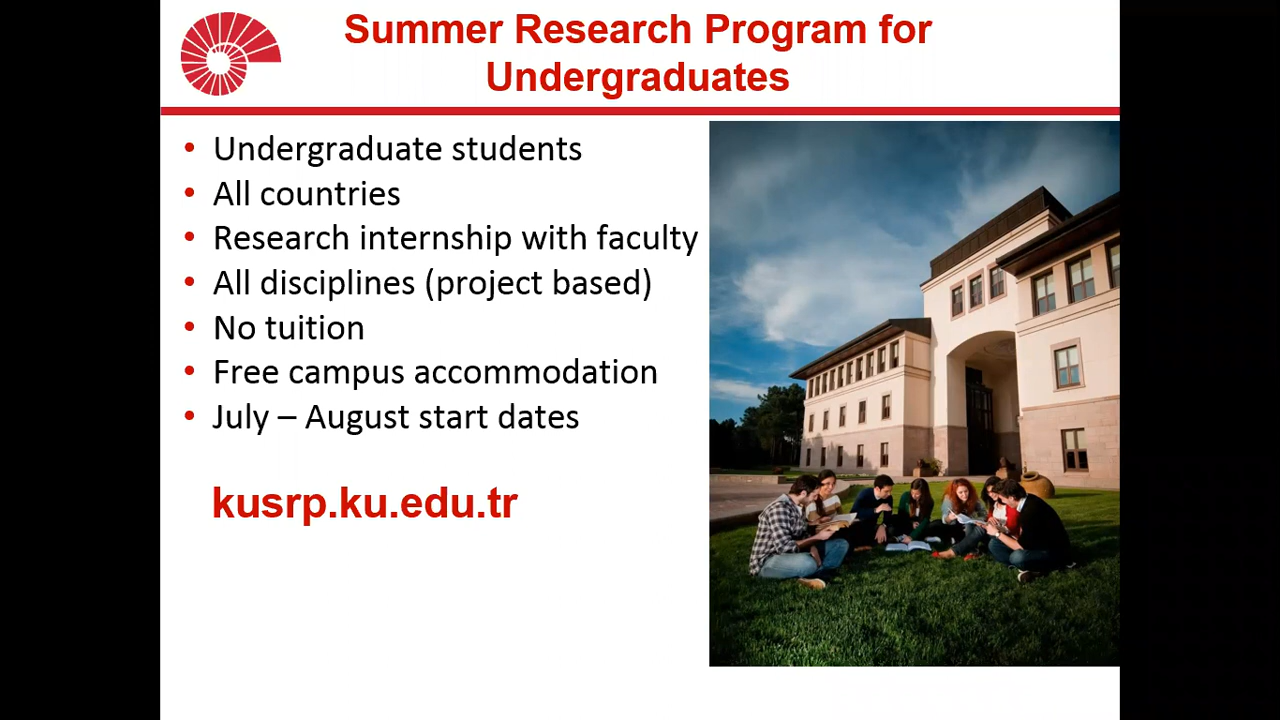 Summer Research Program for
Undergraduates
• Undergraduate students
• All countries
• Research internship with faculty
• All disciplines (project based)
• No tuition
• Free campus accommodation
• July – August start dates
kusrp.ku.edu.tr